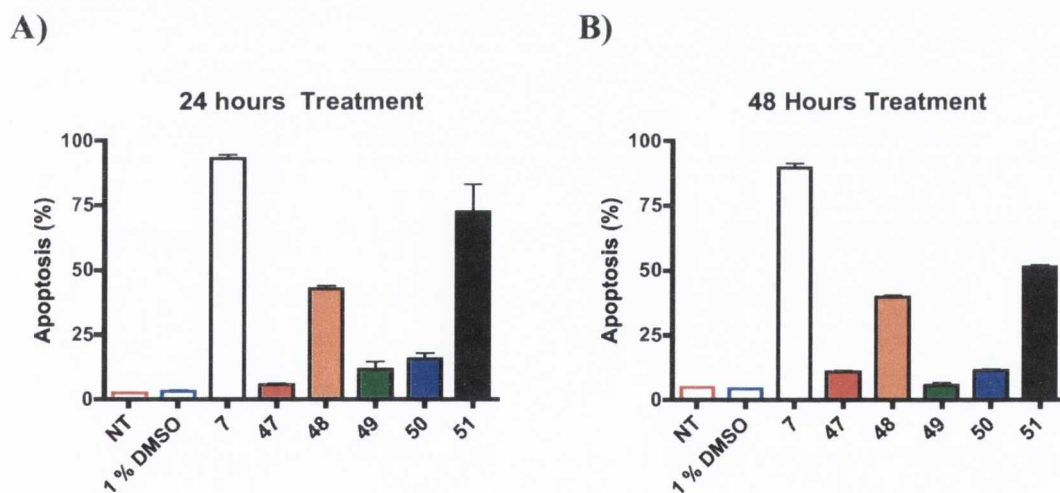 A)
24 hours Treatment
Apoptosis (%)
100
75
50
25
0
NT
1 % DMSO
7
47
48
49
50
51
B)
48 Hours Treatment
Apoptosis (%)
100
75
50
25
0
NT
1 % DMSO
7
47
48
49
50
51